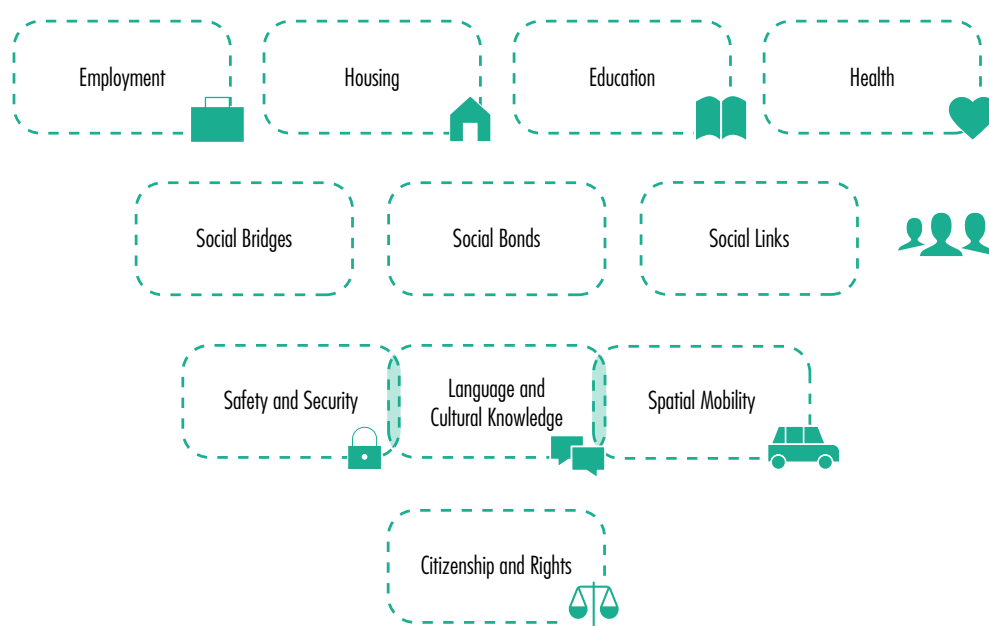 Employment
Housing
Education
Health
Social Bridges
Social Bonds
Social Links
Safety and Security
Language and
Cultural Knowledge
Spatial Mobility
Citizenship and Rights